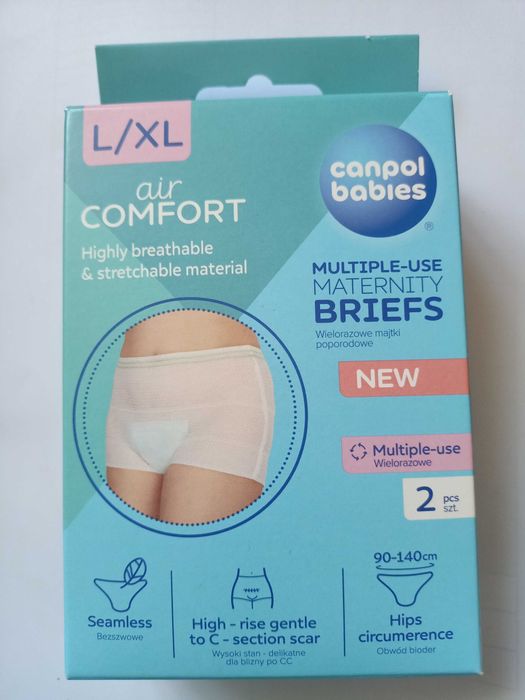 L/XL
air
COMFORT
Highly breathable
& stretchable material
canpol
babies
®
MULTIPLE-USE
MATERNITY
BRIEFS
Wielorazowe majtki
poporodowe
NEW
Multiple-use
Wielorazowe
2 pcs
szt.
Seamless
Bezszwowe
High - rise gentle
to C - section scar
Wysoki stan - delikatne
dla blizny po CC
90-140cm
Hips
circumerence
Obwód bioder